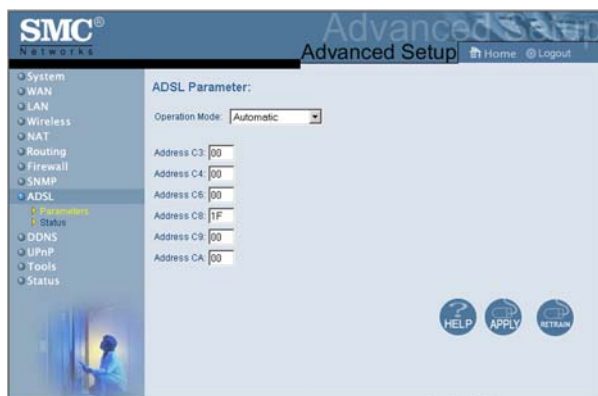 SMC®
Networks
Advanced Setup
Advanced Setup
Home
Logout
System
WAN
LAN
Wireless
NAT
Routing
Firewall
SNMP
ADSL
Parameters
Status
DDNS
UPnP
Tools
Status
ADSL Parameter:
Operation Mode: Automatic
Address C3: 00
Address C4: 00
Address C6: 00
Address C8: 1F
Address C9: 00
Address CA: 00
HELP
APPLY
RETRAIN